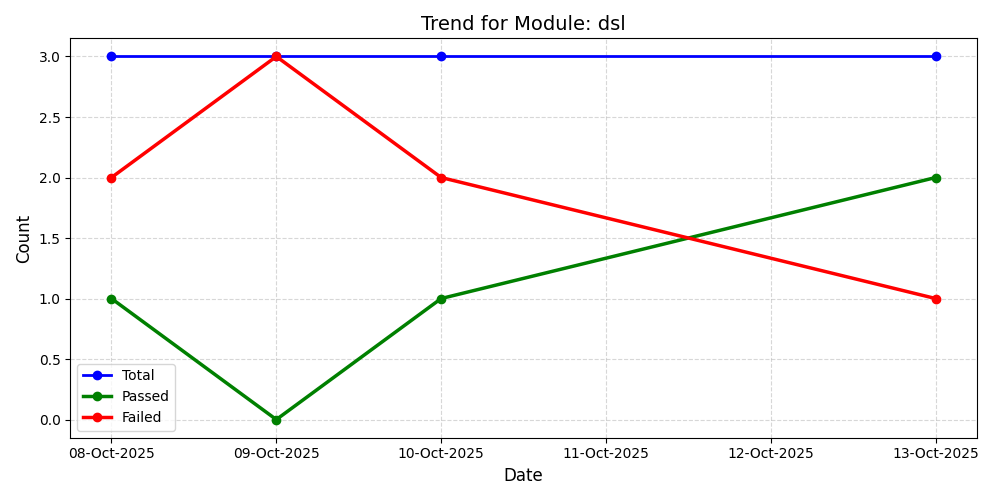 Trend for Module: dsl
Count
3.0
2.5
2.0
1.5
1.0
0.5
0.0
Total
Passed
Failed
08-Oct-2025
09-Oct-2025
10-Oct-2025
11-Oct-2025
12-Oct-2025
13-Oct-2025
Date